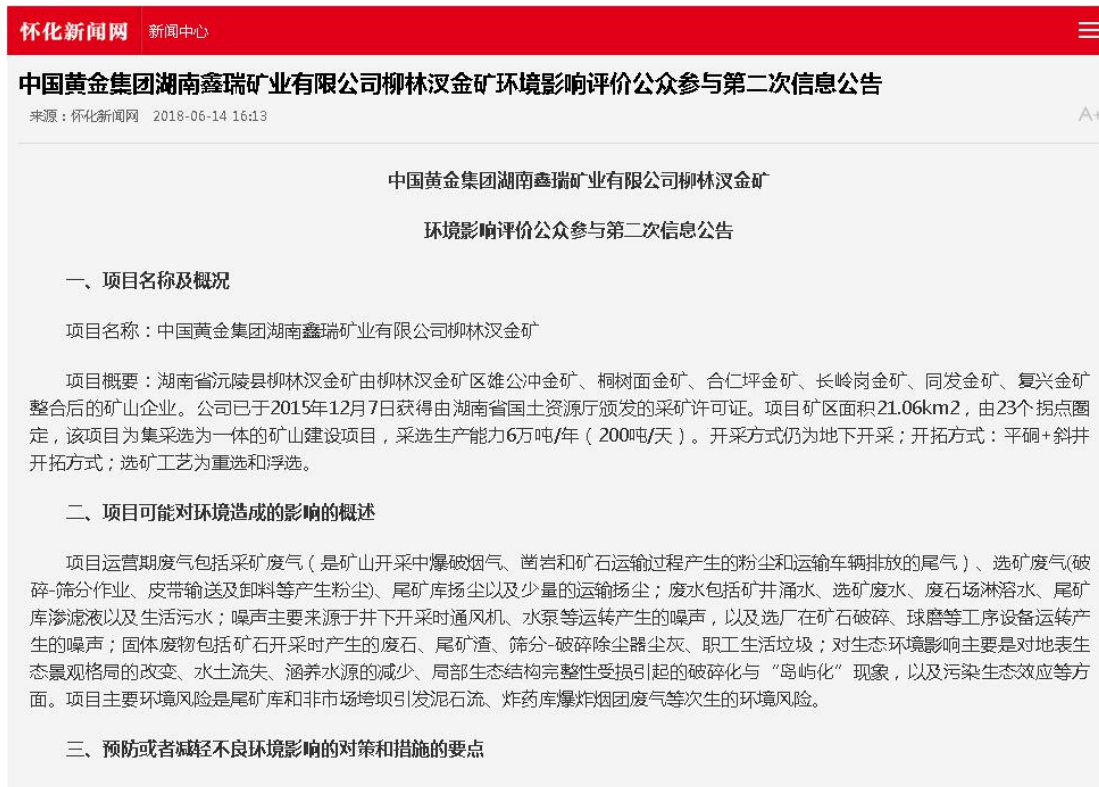 怀化新闻网 新闻中心
中国黄金集团湖南鑫瑞矿业有限公司柳林汊金矿环境影响评价公众参与第二次信息公告
来源：怀化新闻网 2018-06-14 16:13 A+
中国黄金集团湖南鑫瑞矿业有限公司柳林汊金矿
环境影响评价公众参与第二次信息公告
一、项目名称及概况
项目名称：中国黄金集团湖南鑫瑞矿业有限公司柳林汊金矿
项目概要：湖南省沅陵县柳林汊金矿由柳林汊金矿区雄公冲金矿、桐树面金矿、合仁坪金矿、长岭岗金矿、同发金矿、复兴金矿
整合后的矿山企业。公司已于2015年12月7日获得由湖南省国土资源厅颁发的采矿许可证。项目矿区面积21.06km2，由23个拐点圈
定，该项目为集采选为一体的矿山建设项目，采选生产能力6万吨/年（200吨/天）。开采方式仍为地下开采；开拓方式：平硐+斜井
开拓方式；选矿工艺为重选和浮选。
二、项目可能对环境造成的影响的概述
项目运营期废气包括采矿废气（是矿山开采中爆破烟气、凿岩和矿石运输过程产生的粉尘和运输车辆排放的尾气）、选矿废气(破
碎-筛分作业、皮带输送及卸料等产生粉尘)、尾矿库扬尘以及少量的运输扬尘；废水包括矿井涌水、选矿废水、废石场淋溶水、尾矿
库渗滤液以及生活污水；噪声主要来源于井下开采时通风机、水泵等运转产生的噪声，以及选厂在矿石破碎、球磨等工序设备运转产
生的噪声；固体废物包括矿石开采时产生的废石、尾矿渣、筛分-破碎除尘器尘灰、职工生活垃圾；对生态环境影响主要是对地表生
态景观格局的改变、水土流失、涵养水源的减少、局部生态结构完整性受损引起的破碎化与“岛屿化”现象，以及污染生态效应等方
面。项目主要环境风险是尾矿库和非市场垮坝引发泥石流、炸药库爆炸烟团废气等次生的环境风险。
三、预防或者减轻不良环境影响的对策和措施的要点